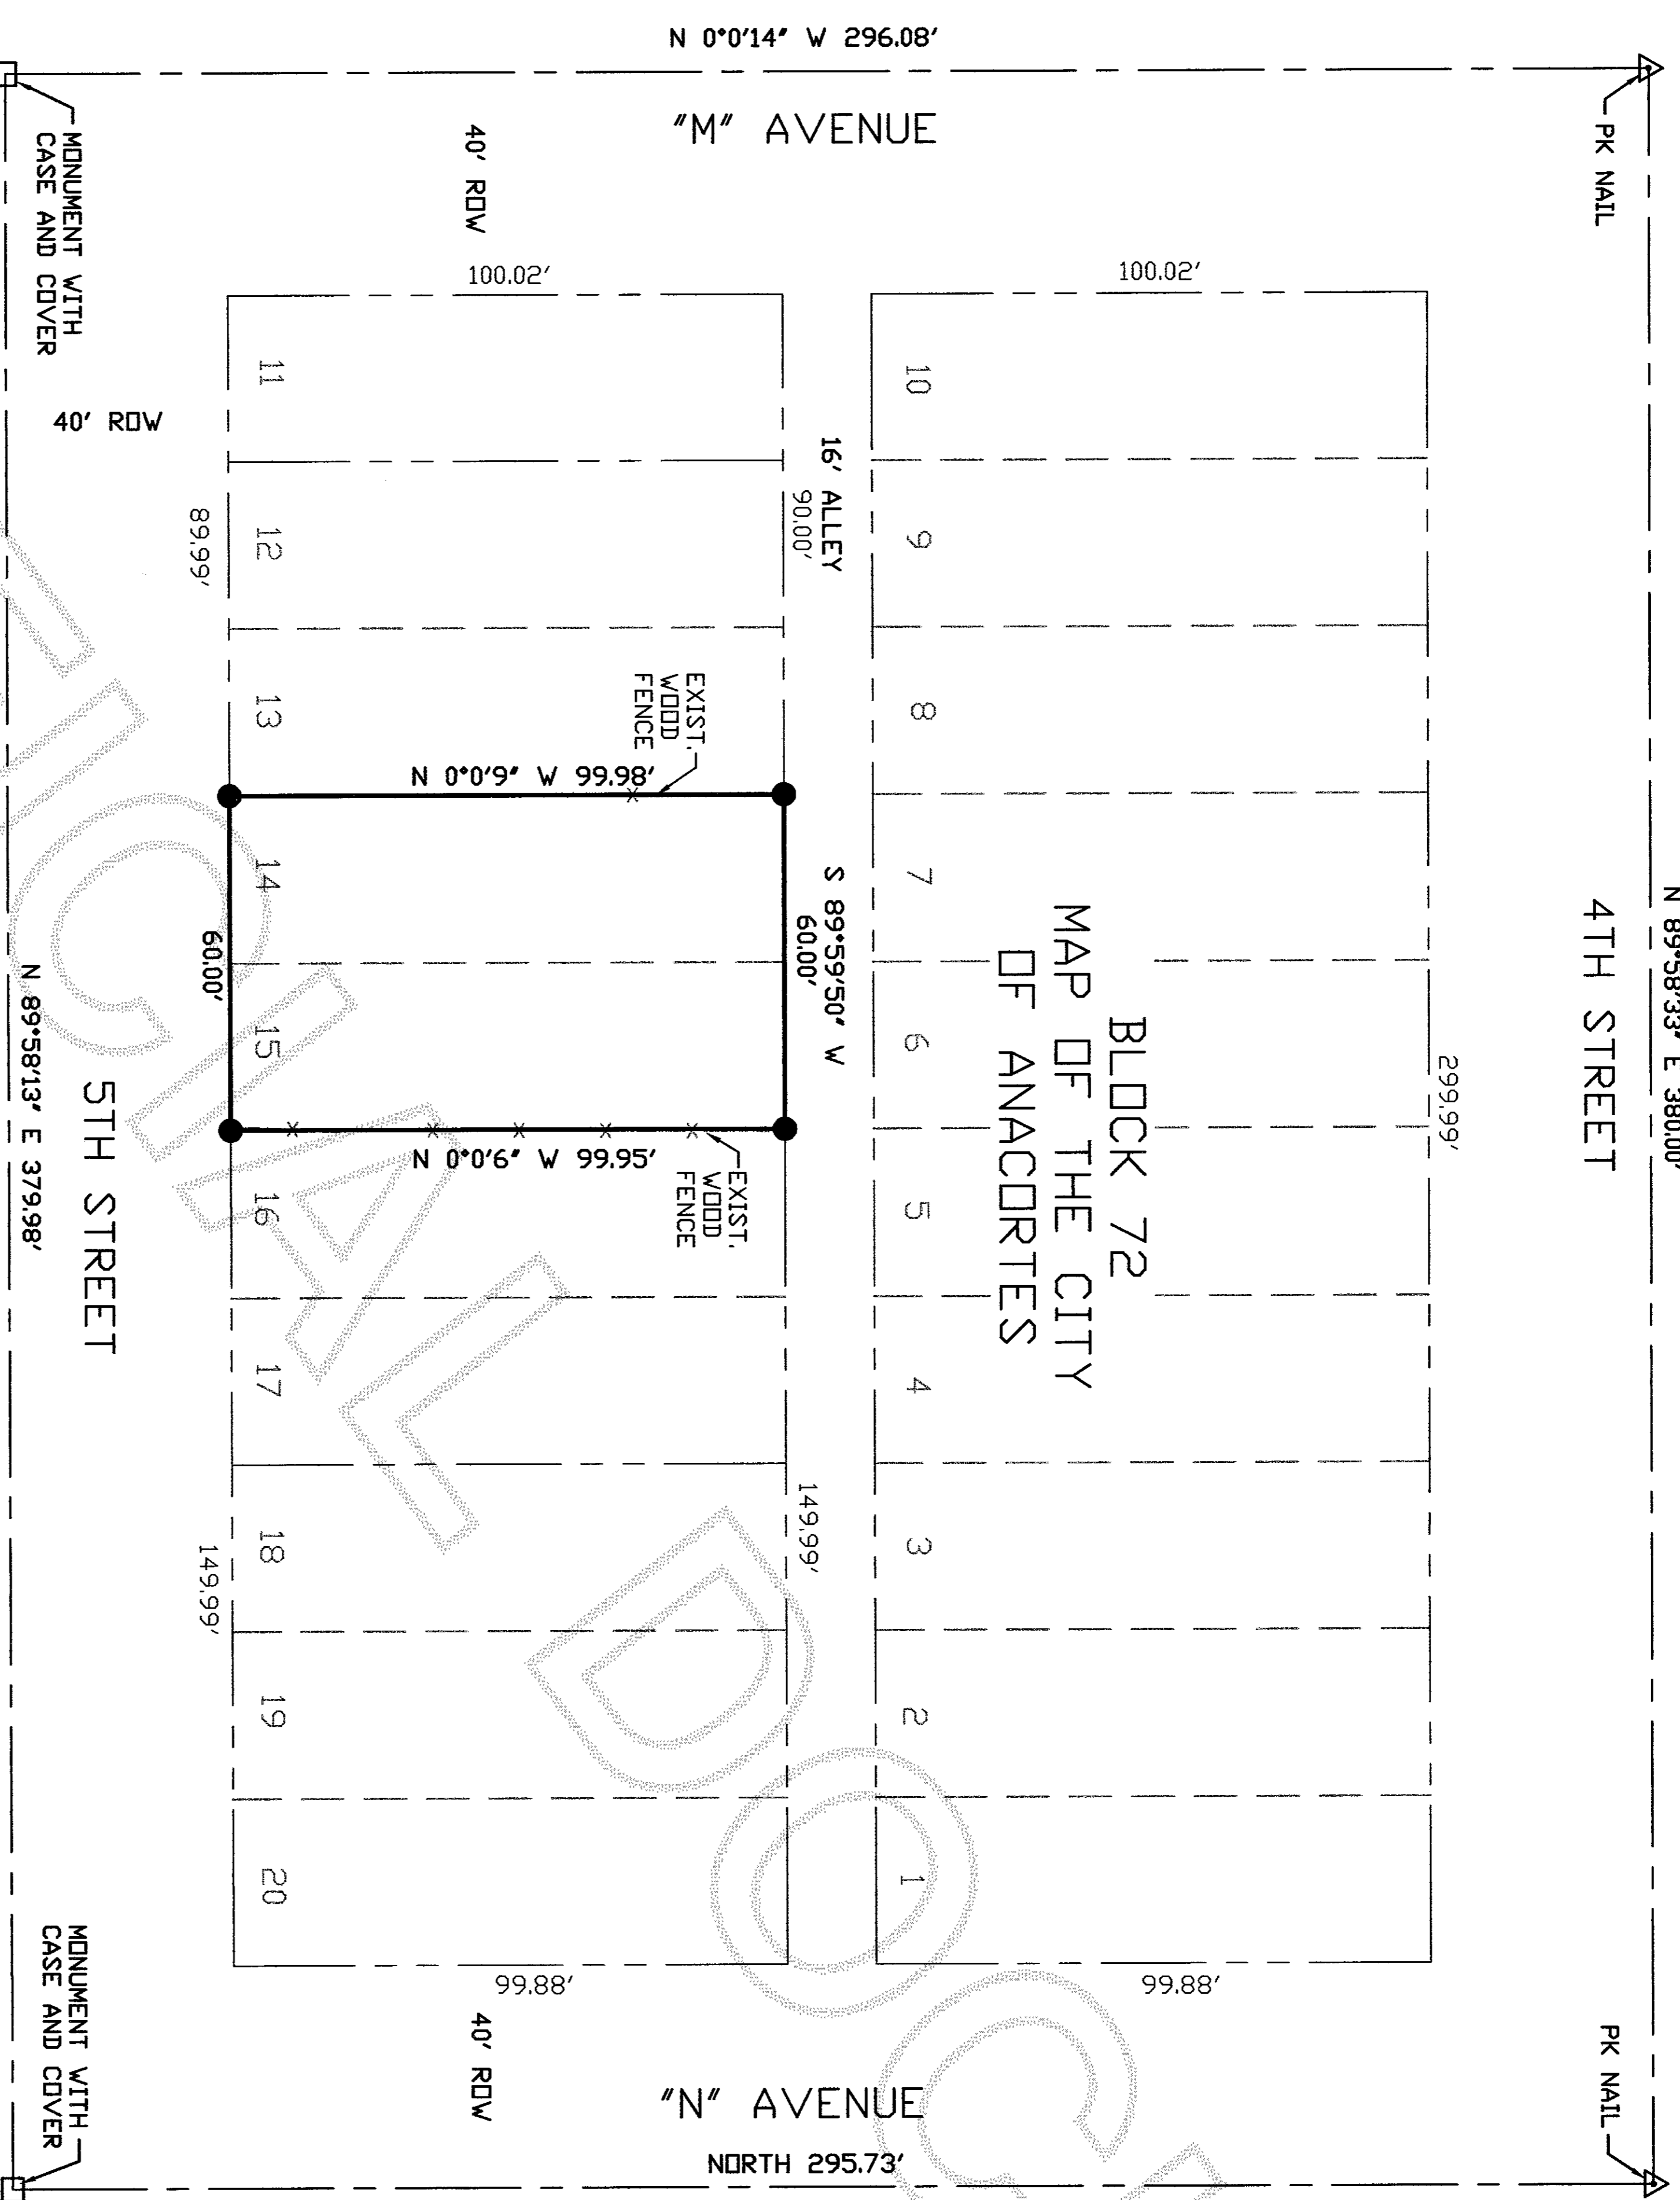 N 0°0'14" W 296.08'
"M" AVENUE
PK NAIL
MONUMENT WITH
CASE AND COVER
40' ROW
40' ROW
100.02'
100.02'
10
9
8
7
6
5
4
3
2
1
11
12
13
14
15
16
17
18
19
20
16' ALLEY
90.00'
89.99'
EXIST.
WOOD
FENCE
N 0°0'9" W 99.98'
S 89°59'50" W
60.00'
60.00'
N 0°0'6" W 99.95'
EXIST.
WOOD
FENCE
BLOCK 72
MAP OF THE CITY
OF ANACORTES
4TH STREET
N 89°58'33" E 380.00'
299.99'
5TH STREET
N 89°58'13" E 379.98'
149.99'
149.99'
99.88'
99.88'
40' ROW
"N" AVENUE
NORTH 295.73'
MONUMENT WITH
CASE AND COVER
PK NAIL